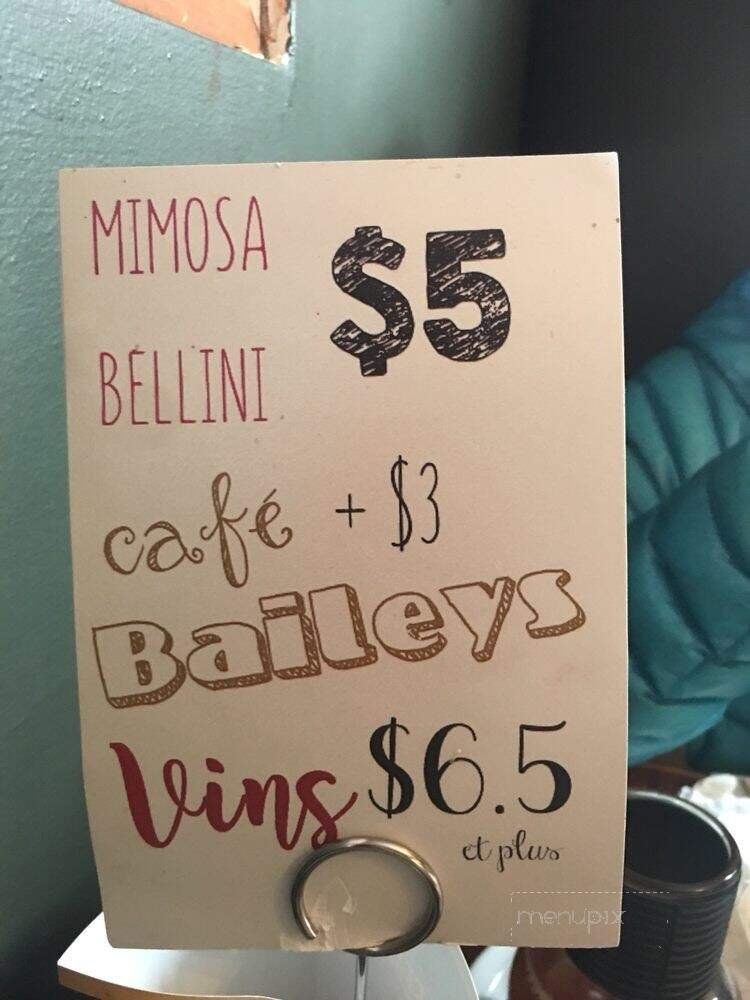 MIMOSA
$5
BELLINI
café + $3
Baileys
Vins $6.5
et plus
menupix